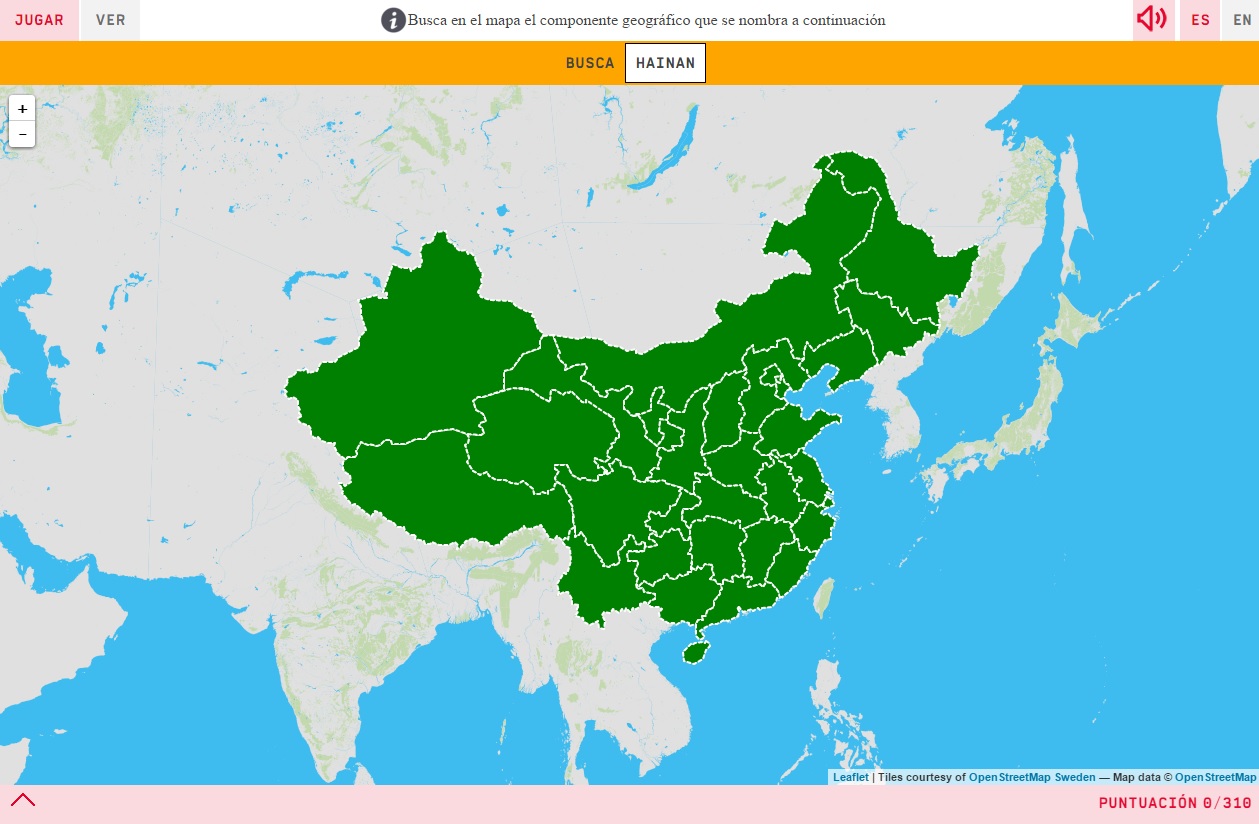 JUGAR VER Busca en el mapa el componente geográfico que se nombra a continuación ES EN
BUSCA HAINAN
+
−
Leaflet | Tiles courtesy of OpenStreetMap Sweden — Map data © OpenStreetMap
PUNTUACIÓN 0/310